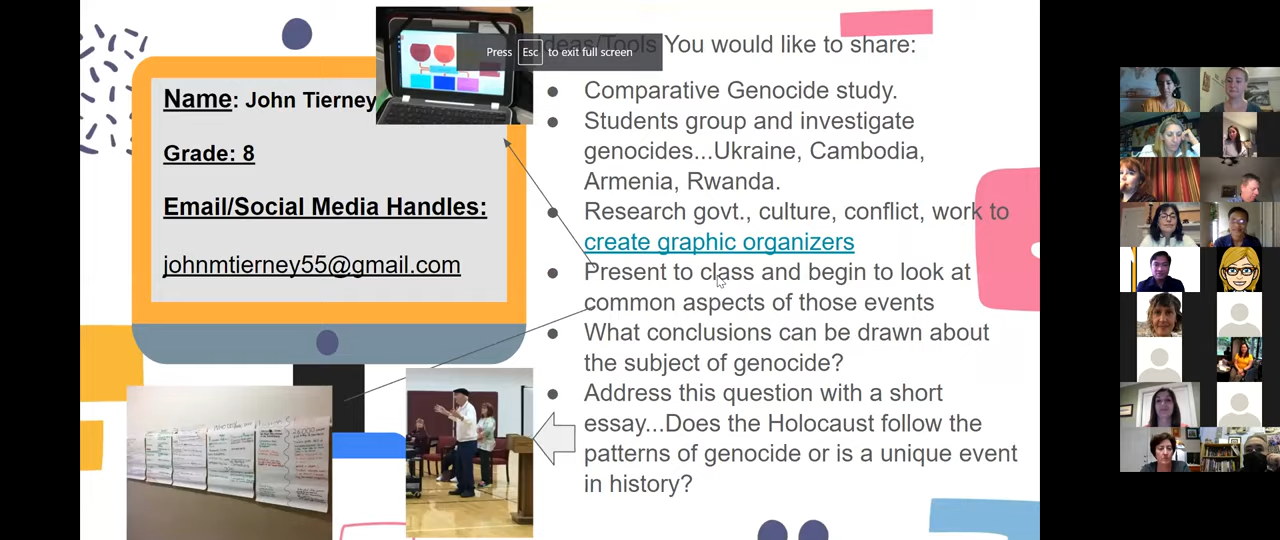 Name: John Tierney
Grade: 8
Email/Social Media Handles:
johnmtierney55@gmail.com
Press Esc to exit full screen
Ideas/Tools You would like to share:
● Comparative Genocide study.
● Students group and investigate
genocides...Ukraine, Cambodia,
Armenia, Rwanda.
● Research govt., culture, conflict, work to
create graphic organizers
● Present to class and begin to look at
common aspects of those events
● What conclusions can be drawn about
the subject of genocide?
● Address this question with a short
essay...Does the Holocaust follow the
patterns of genocide or is a unique event
in history?